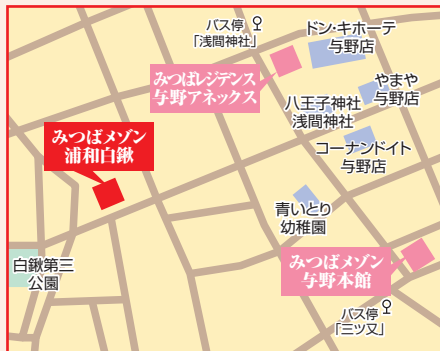 バス停
「浅間神社」
ドン・キホーテ
与野店
みつばレジデンス
与野アネックス
やまや
与野店
八王子神社
浅間神社
コーナンドイト
与野店
みつばメゾン
浦和白鍬
青いとり
幼稚園
みつばメゾン
与野本館
白鍬第三
公園
バス停
「三ツ又」